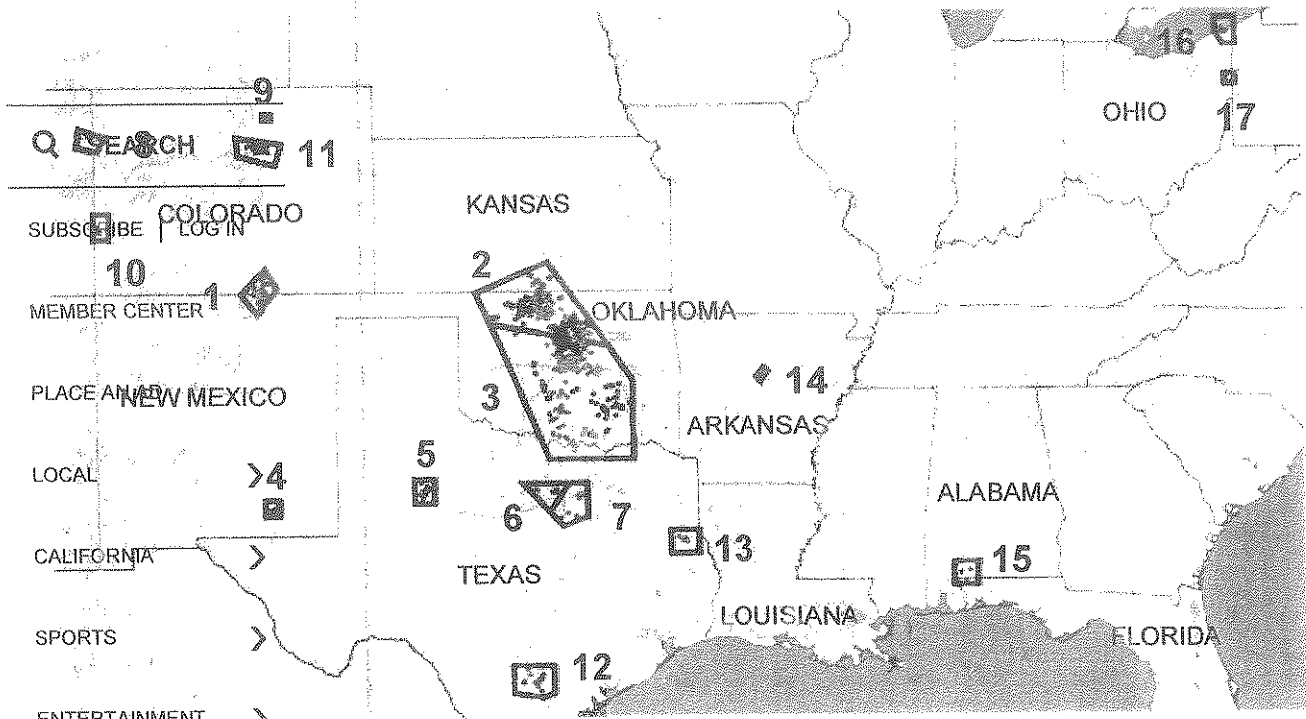 16
9
OHIO
17
SEARCH
8
11
COLORADO
KANSAS
SUBSCRIBE | LOG IN
2
10
1
MEMBER CENTER
OKLAHOMA
14
PLACE AN AD
NEW MEXICO
3
ARKANSAS
5
LOCAL
4
ALABAMA
6
7
13
15
CALIFORNIA
TEXAS
LOUISIANA
FLORIDA
SPORTS
12
ENTERTAINMENT